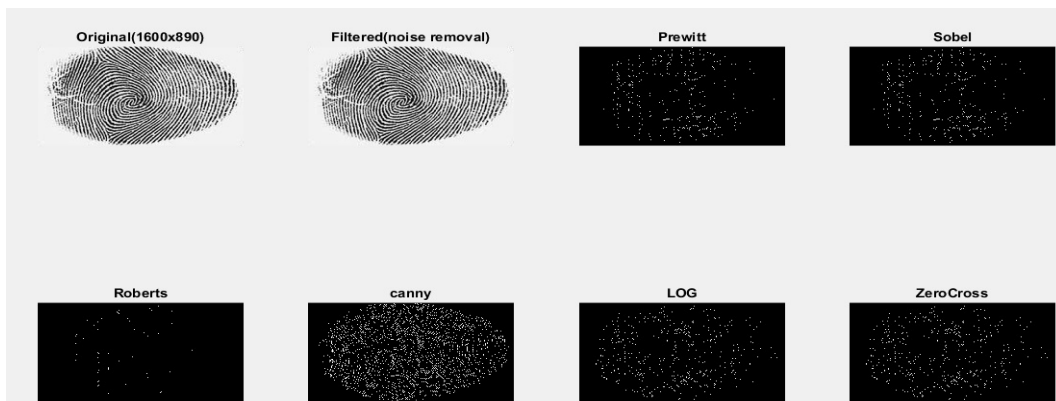 Original(1600x890)
Filtered(noise removal)
Prewitt
Sobel
Roberts
canny
LOG
ZeroCross